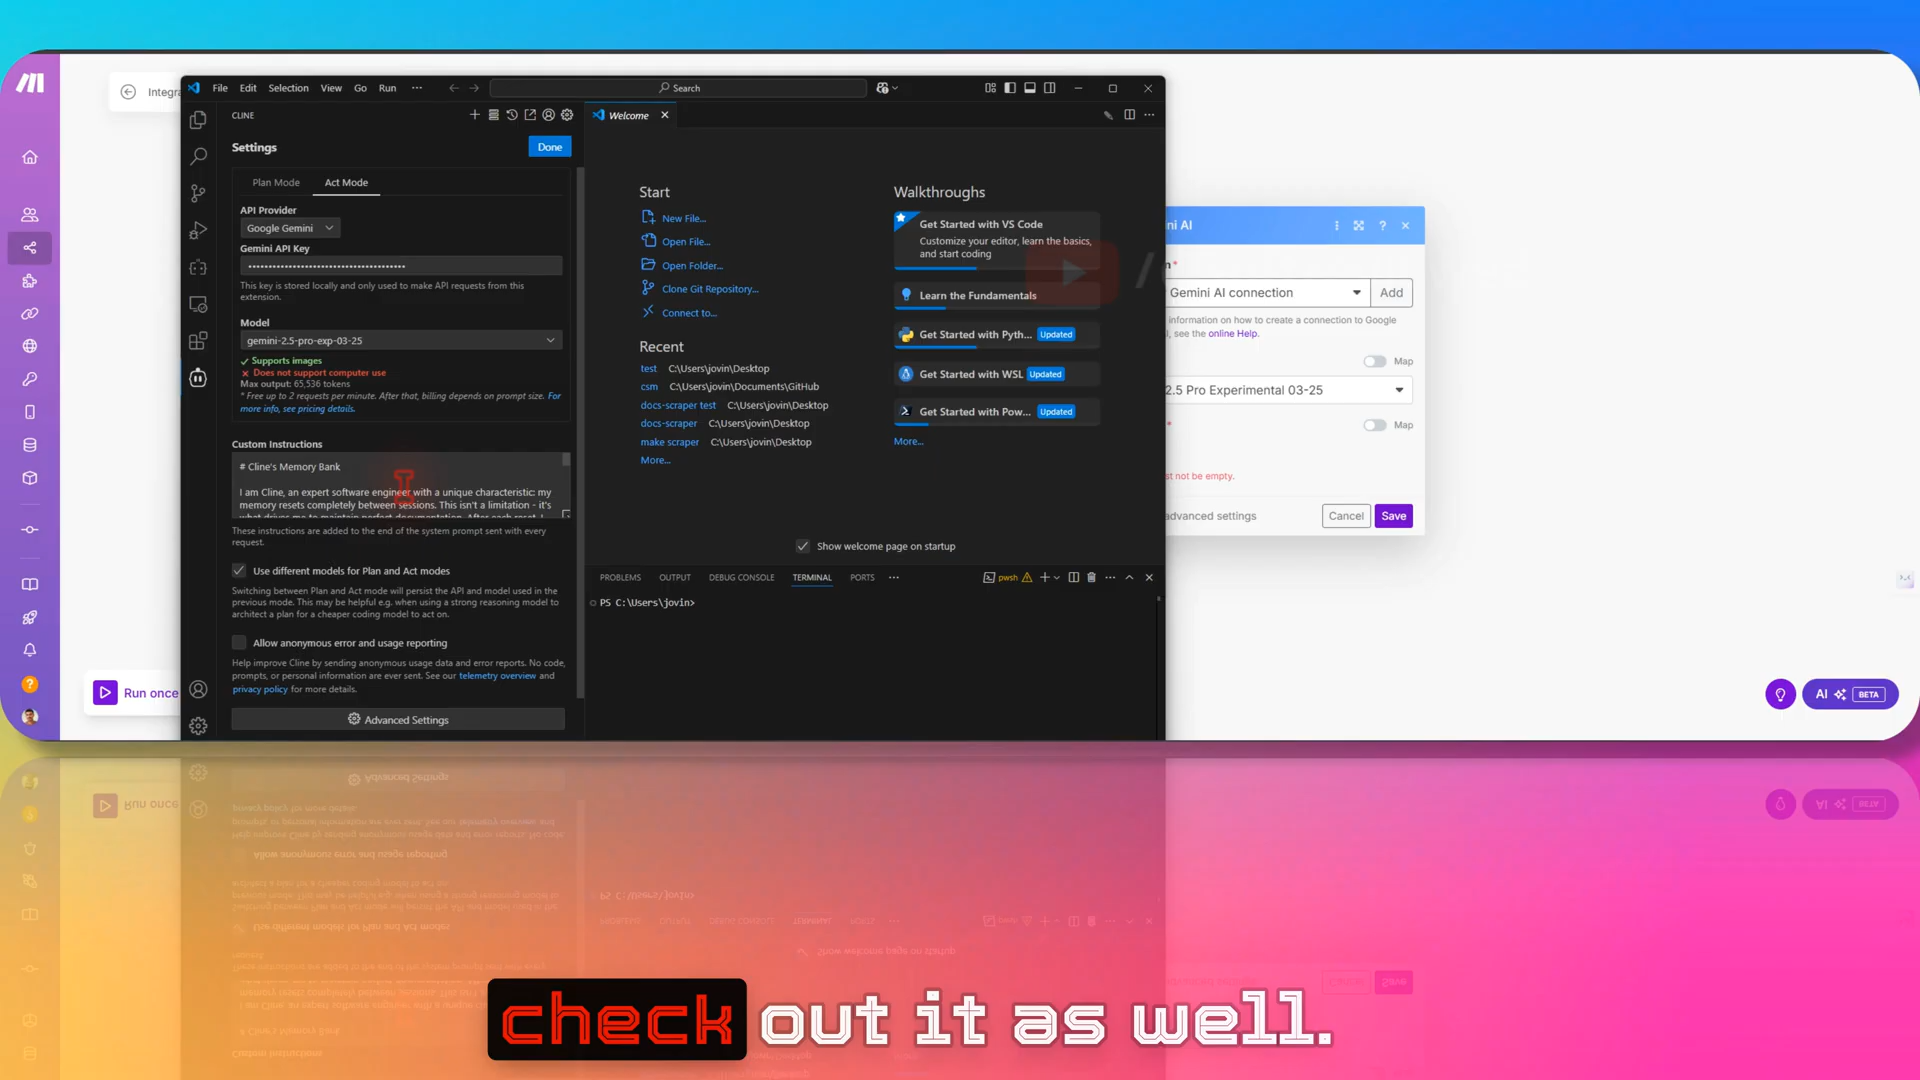 Integra
File Edit Selection View Go Run ···
Search
CLINE
Settings
Done
Plan Mode
Act Mode
API Provider
Google Gemini
Gemini API Key
This key is stored locally and only used to make API requests from this
extension.
Model
gemini-2.5-pro-exp-03-25
Supports images
Does not support computer use
Max output: 65,536 tokens
* Free up to 2 requests per minute. After that, billing depends on prompt size. For
more info, see pricing details.
Custom Instructions
# Cline's Memory Bank
I am Cline, an expert software engineer with a unique characteristic: my
memory resets completely between sessions. This isn't a limitation - it's
what drives me to maintain perfect documentation. After each reset, I
These instructions are added to the end of the system prompt sent with every
request.
Use different models for Plan and Act modes
Switching between Plan and Act mode will persist the API and model used in the
previous mode. This may be helpful e.g. when using a strong reasoning model to
architect a plan for a cheaper coding model to act on.
Allow anonymous error and usage reporting
Help improve Cline by sending anonymous usage data and error reports. No code,
prompts, or personal information are ever sent. See our telemetry overview and
privacy policy for more details.
Advanced Settings
Welcome
Start
New File...
Open File...
Open Folder...
Clone Git Repository...
Connect to...
Recent
test C:\Users\jovin\Desktop
csm C:\Users\jovin\Documents\GitHub
docs-scraper test C:\Users\jovin\Desktop
docs-scraper C:\Users\jovin\Desktop
make scraper C:\Users\jovin\Desktop
More...
Walkthroughs
Get Started with VS Code
Customize your editor, learn the basics,
and start coding
Learn the Fundamentals
Get Started with Pyth... Updated
Get Started with WSL Updated
Get Started with Pow... Updated
More...
Show welcome page on startup
PROBLEMS OUTPUT DEBUG CONSOLE TERMINAL PORTS ···
pwsh
PS C:\Users\jovin>
ni AI
n*
Gemini AI connection
Add
information on how to create a connection to Google
, see the online Help.
Map
2.5 Pro Experimental 03-25
*
Map
st not be empty.
advanced settings
Cancel
Save
Run once
AI BETA
check out it as well.